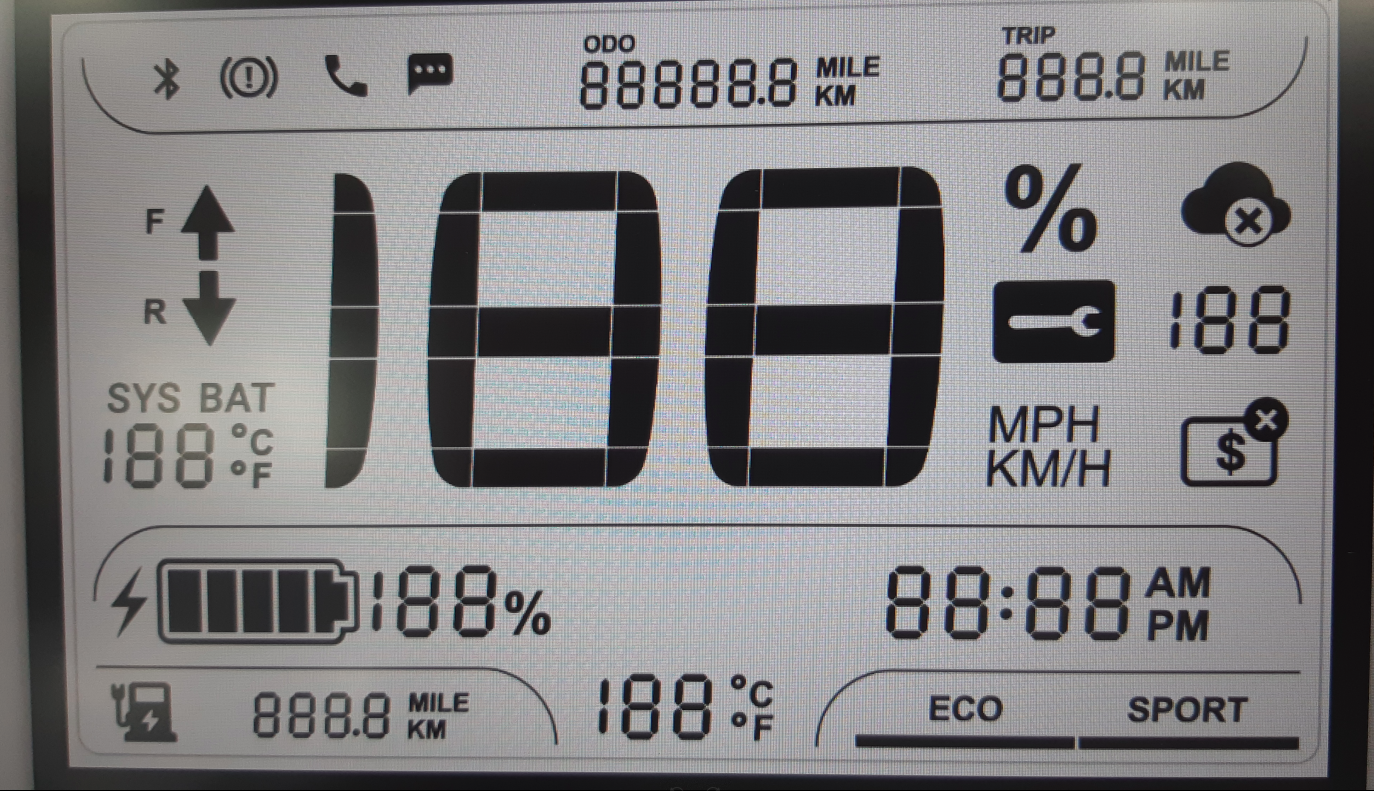 ODO
88888.8 MILE
KM
TRIP
888.8 MILE
KM
F
R
SYS BAT
188 °C
°F
188
%
188
MPH
KM/H
$
188%
88:88 AM
PM
888.8 MILE
KM
188 °C
°F
ECO SPORT